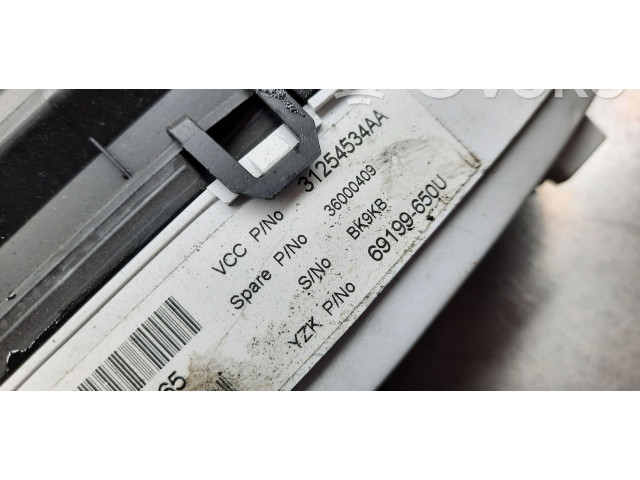 VCC P/No 31254534AA
Spare P/No 36000409
S/No BK9KB
YZK P/No 69199-650U
65